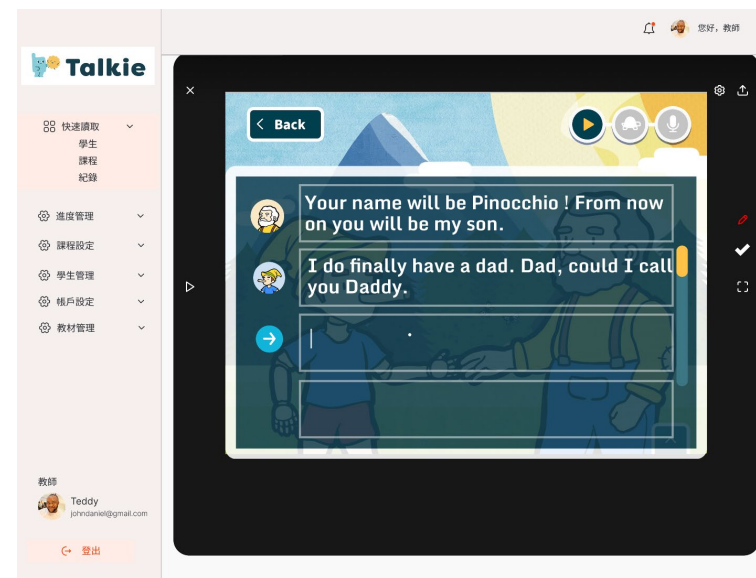 您好，教師
Talkie
快速讀取
學生
課程
紀錄
進度管理
課程設定
學生管理
帳戶設定
教材管理
Back
Your name will be Pinocchio ! From now
on you will be my son.
I do finally have a dad. Dad, could I call
you Daddy.
教師
Teddy
johndaniel@gmail.com
登出